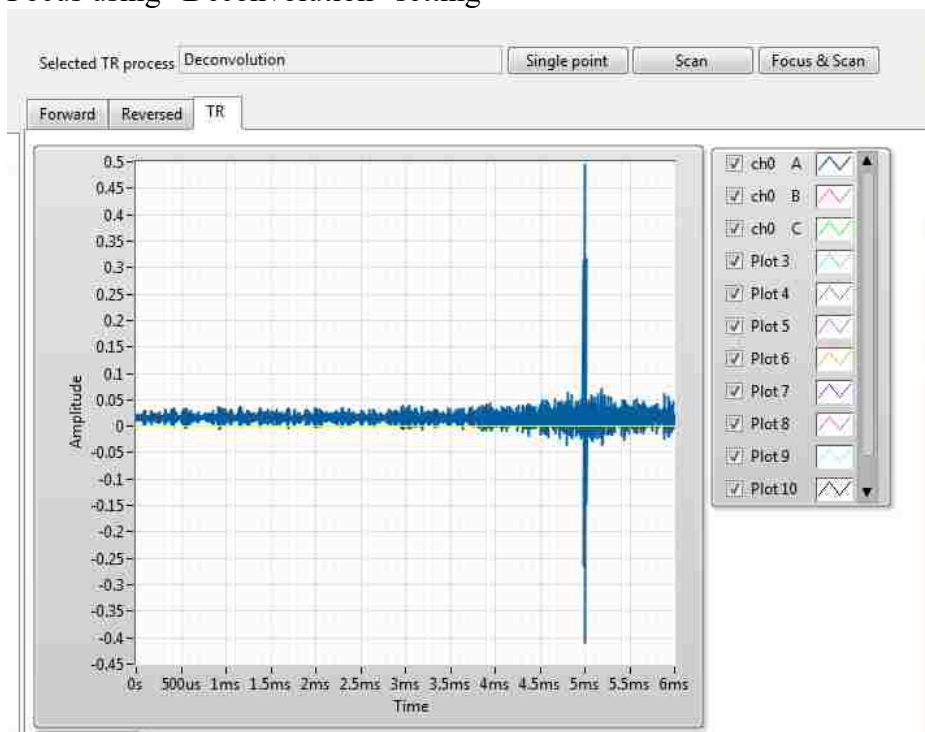 Focus using "Deconvolution" setting
Selected TR process Deconvolution Single point Scan Focus & Scan
Forward Reversed TR
0.5
0.45
0.4
0.35
0.3
0.25
0.2
0.15
0.1
0.05
0
-0.05
-0.1
-0.15
-0.2
-0.25
-0.3
-0.35
-0.4
-0.45
Amplitude
0s 500us 1ms 1.5ms 2ms 2.5ms 3ms 3.5ms 4ms 4.5ms 5ms 5.5ms 6ms
Time
ch0 A
ch0 B
ch0 C
Plot 3
Plot 4
Plot 5
Plot 6
Plot 7
Plot 8
Plot 9
Plot 10